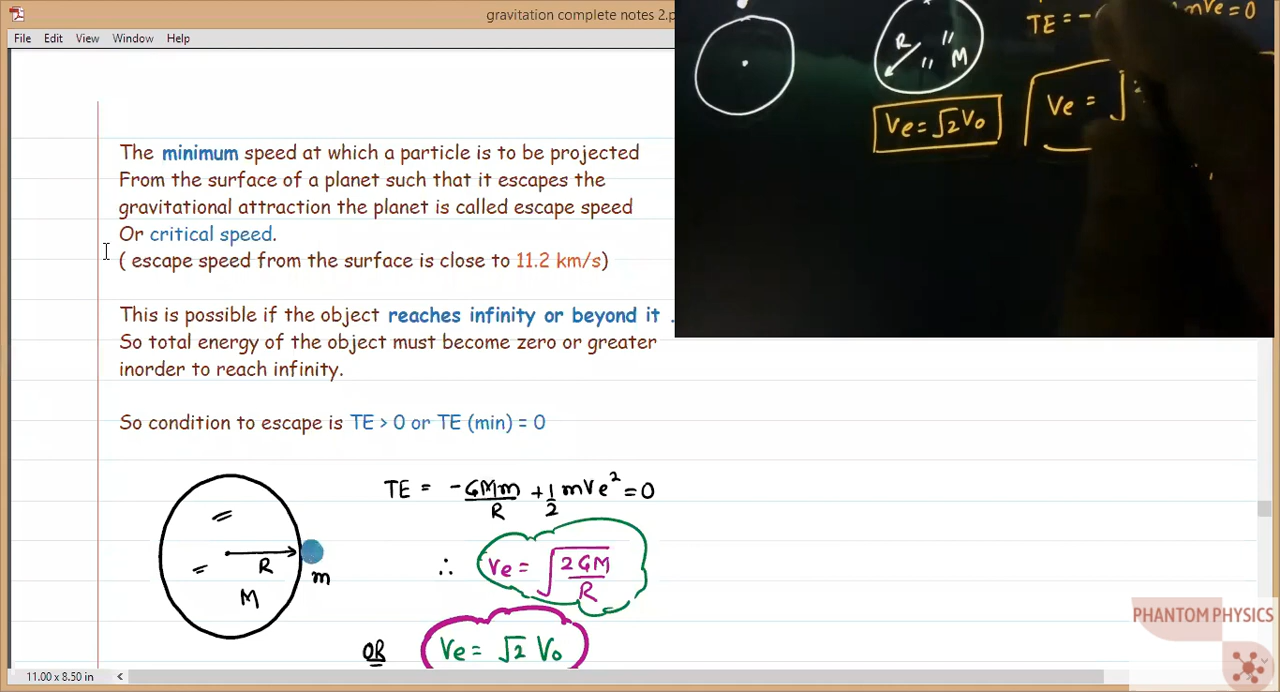 gravitation complete notes 2.p
File Edit View Window Help
R M
TE = - mVe = 0
Ve = √2 Vo
Ve = √
The minimum speed at which a particle is to be projected
From the surface of a planet such that it escapes the
gravitational attraction the planet is called escape speed
Or critical speed.
( escape speed from the surface is close to 11.2 km/s)
This is possible if the object reaches infinity or beyond it .
So total energy of the object must become zero or greater
inorder to reach infinity.
So condition to escape is TE > 0 or TE (min) = 0
TE = -GMm/R + 1/2 mVe² = 0
R
m
M
∴ Ve = √2GM/R
OR Ve = √2 Vo
PHANTOM PHYSICS
11.00 x 8.50 in